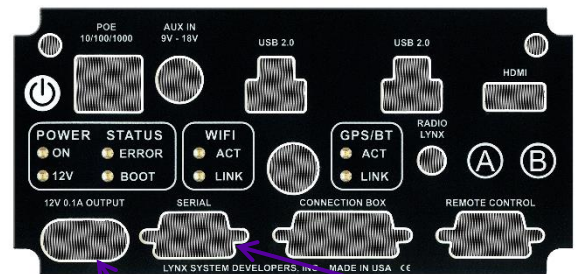 POE
10/100/1000
AUX IN
9V - 18V
USB 2.0
USB 2.0
HDMI
POWER STATUS
ON ERROR
12V BOOT
WIFI
ACT
LINK
GPS/BT
ACT
LINK
RADIO
LYNX
A B
12V 0.1A OUTPUT
SERIAL
CONNECTION BOX
REMOTE CONTROL
LYNX SYSTEM DEVELOPERS, INC. MADE IN USA CE